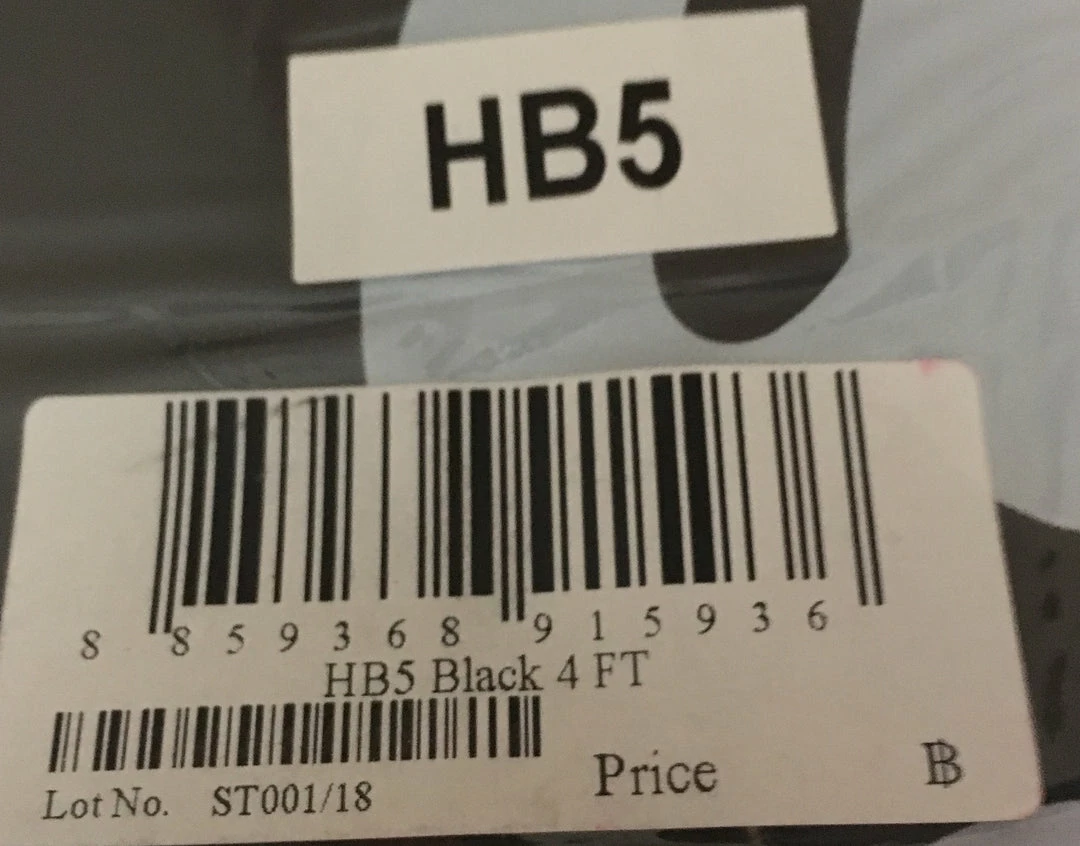 HB5
8 859368 915936
HB5 Black 4 FT
Lot No. ST001/18
Price ฿